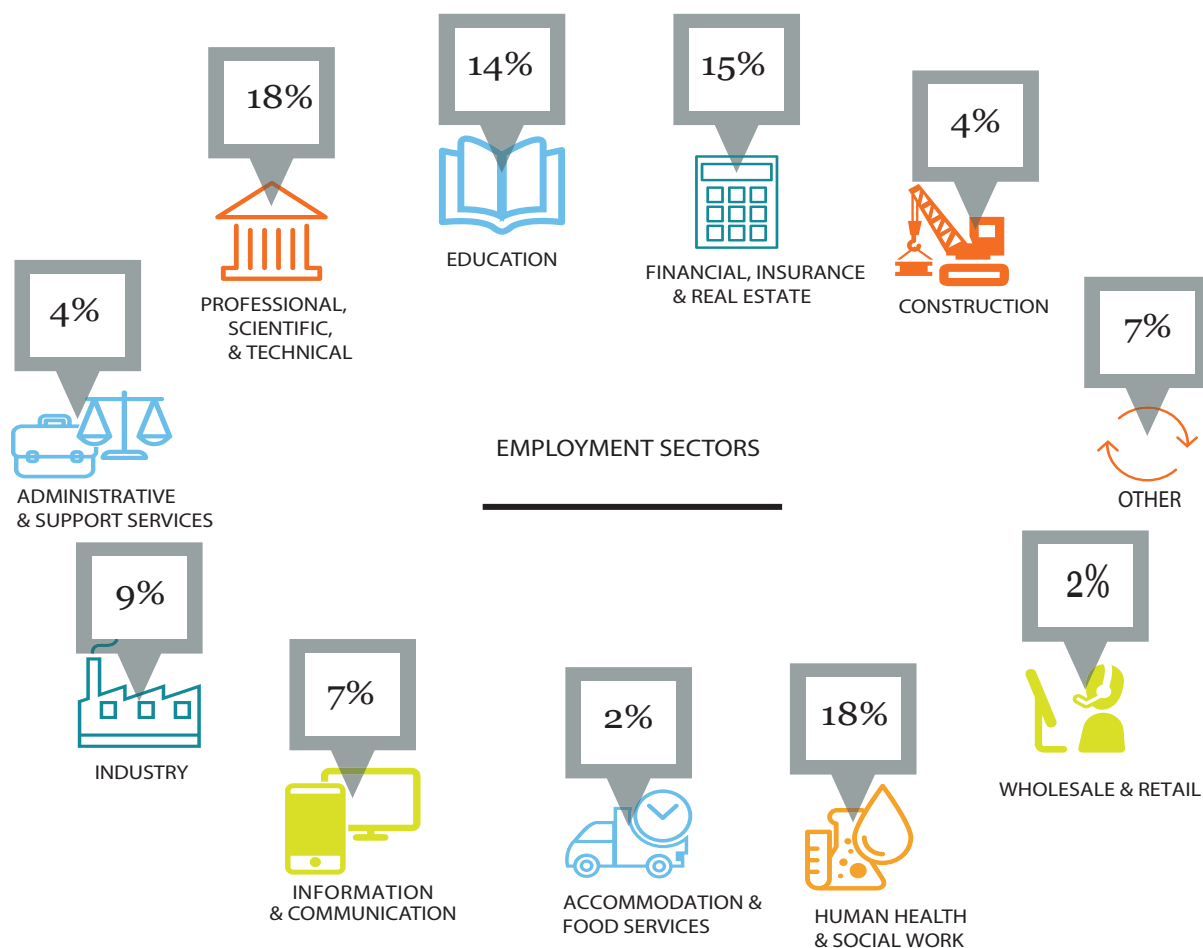 14%
15%
18%
4%
EDUCATION
FINANCIAL, INSURANCE
& REAL ESTATE
CONSTRUCTION
PROFESSIONAL,
SCIENTIFIC,
& TECHNICAL
4%
7%
EMPLOYMENT SECTORS
ADMINISTRATIVE
& SUPPORT SERVICES
OTHER
9%
2%
INDUSTRY
7%
2%
18%
WHOLESALE & RETAIL
INFORMATION
& COMMUNICATION
ACCOMMODATION &
FOOD SERVICES
HUMAN HEALTH
& SOCIAL WORK